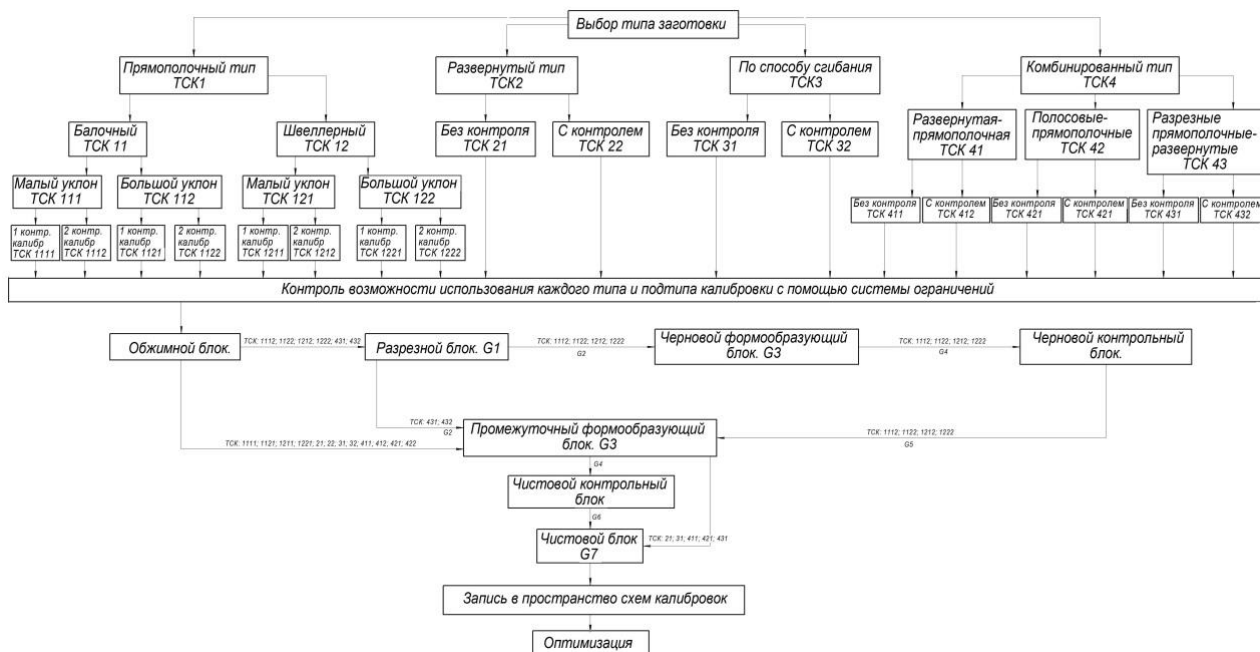 Выбор типа заготовки
Прямополочный тип
ТСК1
Развернутый тип
ТСК2
По способу сгибания
ТСК3
Комбинированный тип
ТСК4
Балочный
ТСК 11
Швеллерный
ТСК 12
Без контроля
ТСК 21
С контролем
ТСК 22
Без контроля
ТСК 31
С контролем
ТСК 32
Развернутая-
прямополочная
ТСК 41
Полосовые-
прямополочные
ТСК 42
Разрезные
прямополочные-
развернутые
ТСК 43
Малый уклон
ТСК 111
Большой уклон
ТСК 112
Малый уклон
ТСК 121
Большой уклон
ТСК 122
Без контроля
ТСК 411
С контролем
ТСК 412
Без контроля
ТСК 421
С контролем
ТСК 421
Без контроля
ТСК 431
С контролем
ТСК 432
1 контр.
калибр
ТСК 1111
2 контр.
калибр
ТСК 1112
1 контр.
калибр
ТСК 1121
2 контр.
калибр
ТСК 1122
1 контр.
калибр
ТСК 1211
2 контр.
калибр
ТСК 1212
1 контр.
калибр
ТСК 1221
2 контр.
калибр
ТСК 1222
Контроль возможности использования каждого типа и подтипа калибровки с помощью системы ограничений
Обжимной блок.
ТСК: 1112, 1122; 1212, 1222, 431; 432
Разрезной блок. G1
ТСК: 1112; 1122; 1212; 1222
G2
Черновой формообразующий
блок. G3
ТСК: 1112; 1122; 1212; 1222
G4
Черновой контрольный
блок.
ТСК: 431; 432
G2
ТСК: 1111; 1121; 1211; 1221; 21; 22, 31; 32; 411; 412; 421; 422
Промежуточный формообразующий
блок. G3
ТСК: 1112; 1122; 1212; 1222
G5
G4
Чистовой контрольный
блок
G6
Чистовой блок
G7
ТСК: 21; 31; 411; 421; 431
Запись в пространство схем калибровок
Оптимизация